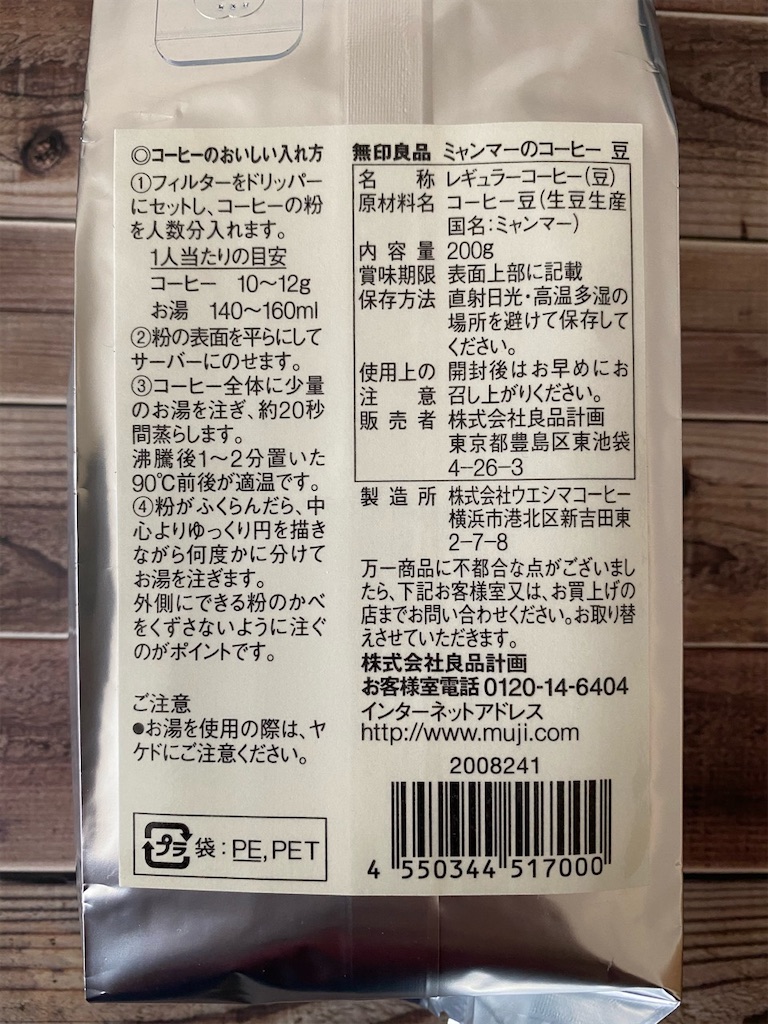 ◎コーヒーのおいしい入れ方
①フィルターをドリッパー
にセットし、コーヒーの粉
を人数分入れます。
1人当たりの目安
コーヒー 10〜12g
お湯 140〜160ml
②粉の表面を平らにして
サーバーにのせます。
③コーヒー全体に少量
のお湯を注ぎ、約20秒
間蒸らします。
沸騰後1〜2分置いた
90℃前後が適温です。
④粉がふくらんだら、中
心よりゆっくり円を描き
ながら何度かに分けて
お湯を注ぎます。
外側にできる粉のかべ
をくずさないように注ぐ
のがポイントです。
ご注意
●お湯を使用の際は、ヤ
ケドにご注意ください。
プラ 袋:PE,PET
無印良品 ミャンマーのコーヒー 豆
名称 レギュラーコーヒー(豆)
原材料名 コーヒー豆(生豆生産
国名:ミャンマー)
内容量 200g
賞味期限 表面上部に記載
保存方法 直射日光・高温多湿の
場所を避けて保存して
ください。
使用上の 開封後はお早めにお
注意 召し上がりください。
販売者 株式会社良品計画
東京都豊島区東池袋
4-26-3
製造所 株式会社ウエシマコーヒー
横浜市港北区新吉田東
2-7-8
万一商品に不都合な点がございまし
たら、下記お客様室又は、お買上げの
店までお問い合わせください。お取り替
えさせていただきます。
株式会社良品計画
お客様室電話 0120-14-6404
インターネットアドレス
http://www.muji.com
2008241
4 550344 517000